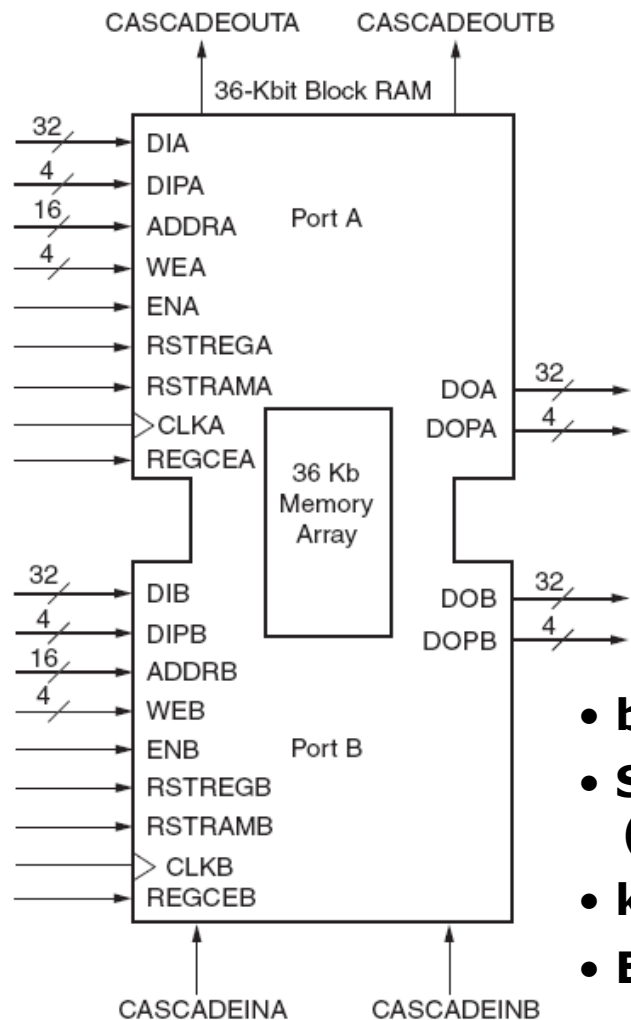 CASCADEOUTA CASCADEOUTB
36-Kbit Block RAM
32
DIA
4
DIPA
16
ADDRA Port A
4
WEA
ENA
RSTREGA
RSTRAMA
CLKA
REGCEA
DOA 32
DOPA 4
36 Kb
Memory
Array
32
DIB
4
DIPB
16
ADDRB
4
WEB
ENB Port B
RSTREGB
RSTRAMB
CLKB
REGCEB
DOB 32
DOPB 4
CASCADEINA CASCADEINB
• b
• S
(
• k
•